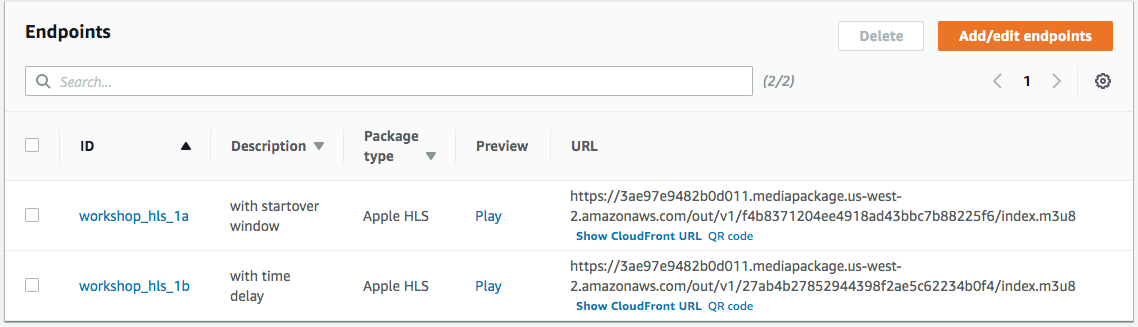 Endpoints
Delete
Add/edit endpoints
Search...
(2/2)
1
ID
Description
Package
type
Preview
URL
workshop_hls_1a
with startover
window
Apple HLS
Play
https://3ae97e9482b0d011.mediapackage.us-west-
2.amazonaws.com/out/v1/f4b8371204ee4918ad43bbc7b88225f6/index.m3u8
Show CloudFront URL QR code
workshop_hls_1b
with time
delay
Apple HLS
Play
https://3ae97e9482b0d011.mediapackage.us-west-
2.amazonaws.com/out/v1/27ab4b27852944398f2ae5c62234b0f4/index.m3u8
Show CloudFront URL QR code